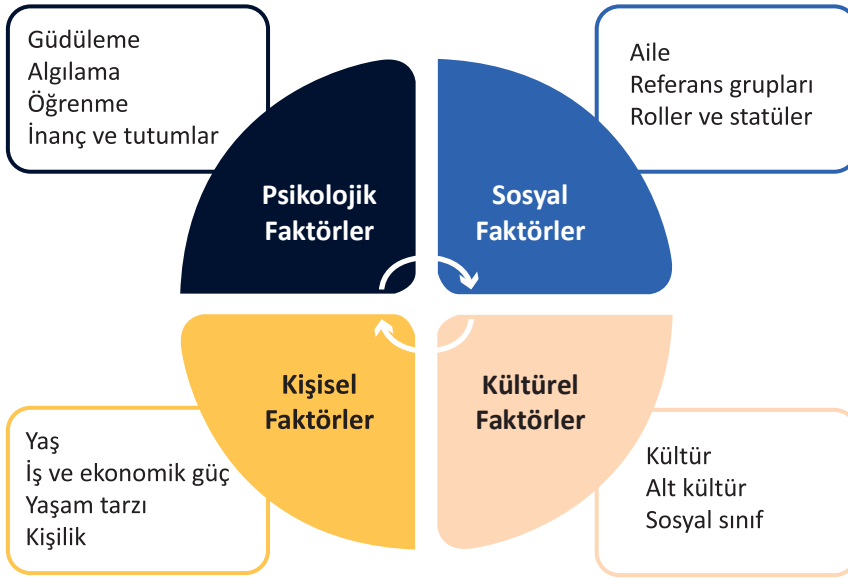 Güdüleme
Algılama
Öğrenme
İnanç ve tutumlar
Aile
Referans grupları
Roller ve statüler
Psikolojik
Faktörler
Sosyal
Faktörler
Kişisel
Faktörler
Kültürel
Faktörler
Yaş
İş ve ekonomik güç
Yaşam tarzı
Kişilik
Kültür
Alt kültür
Sosyal sınıf